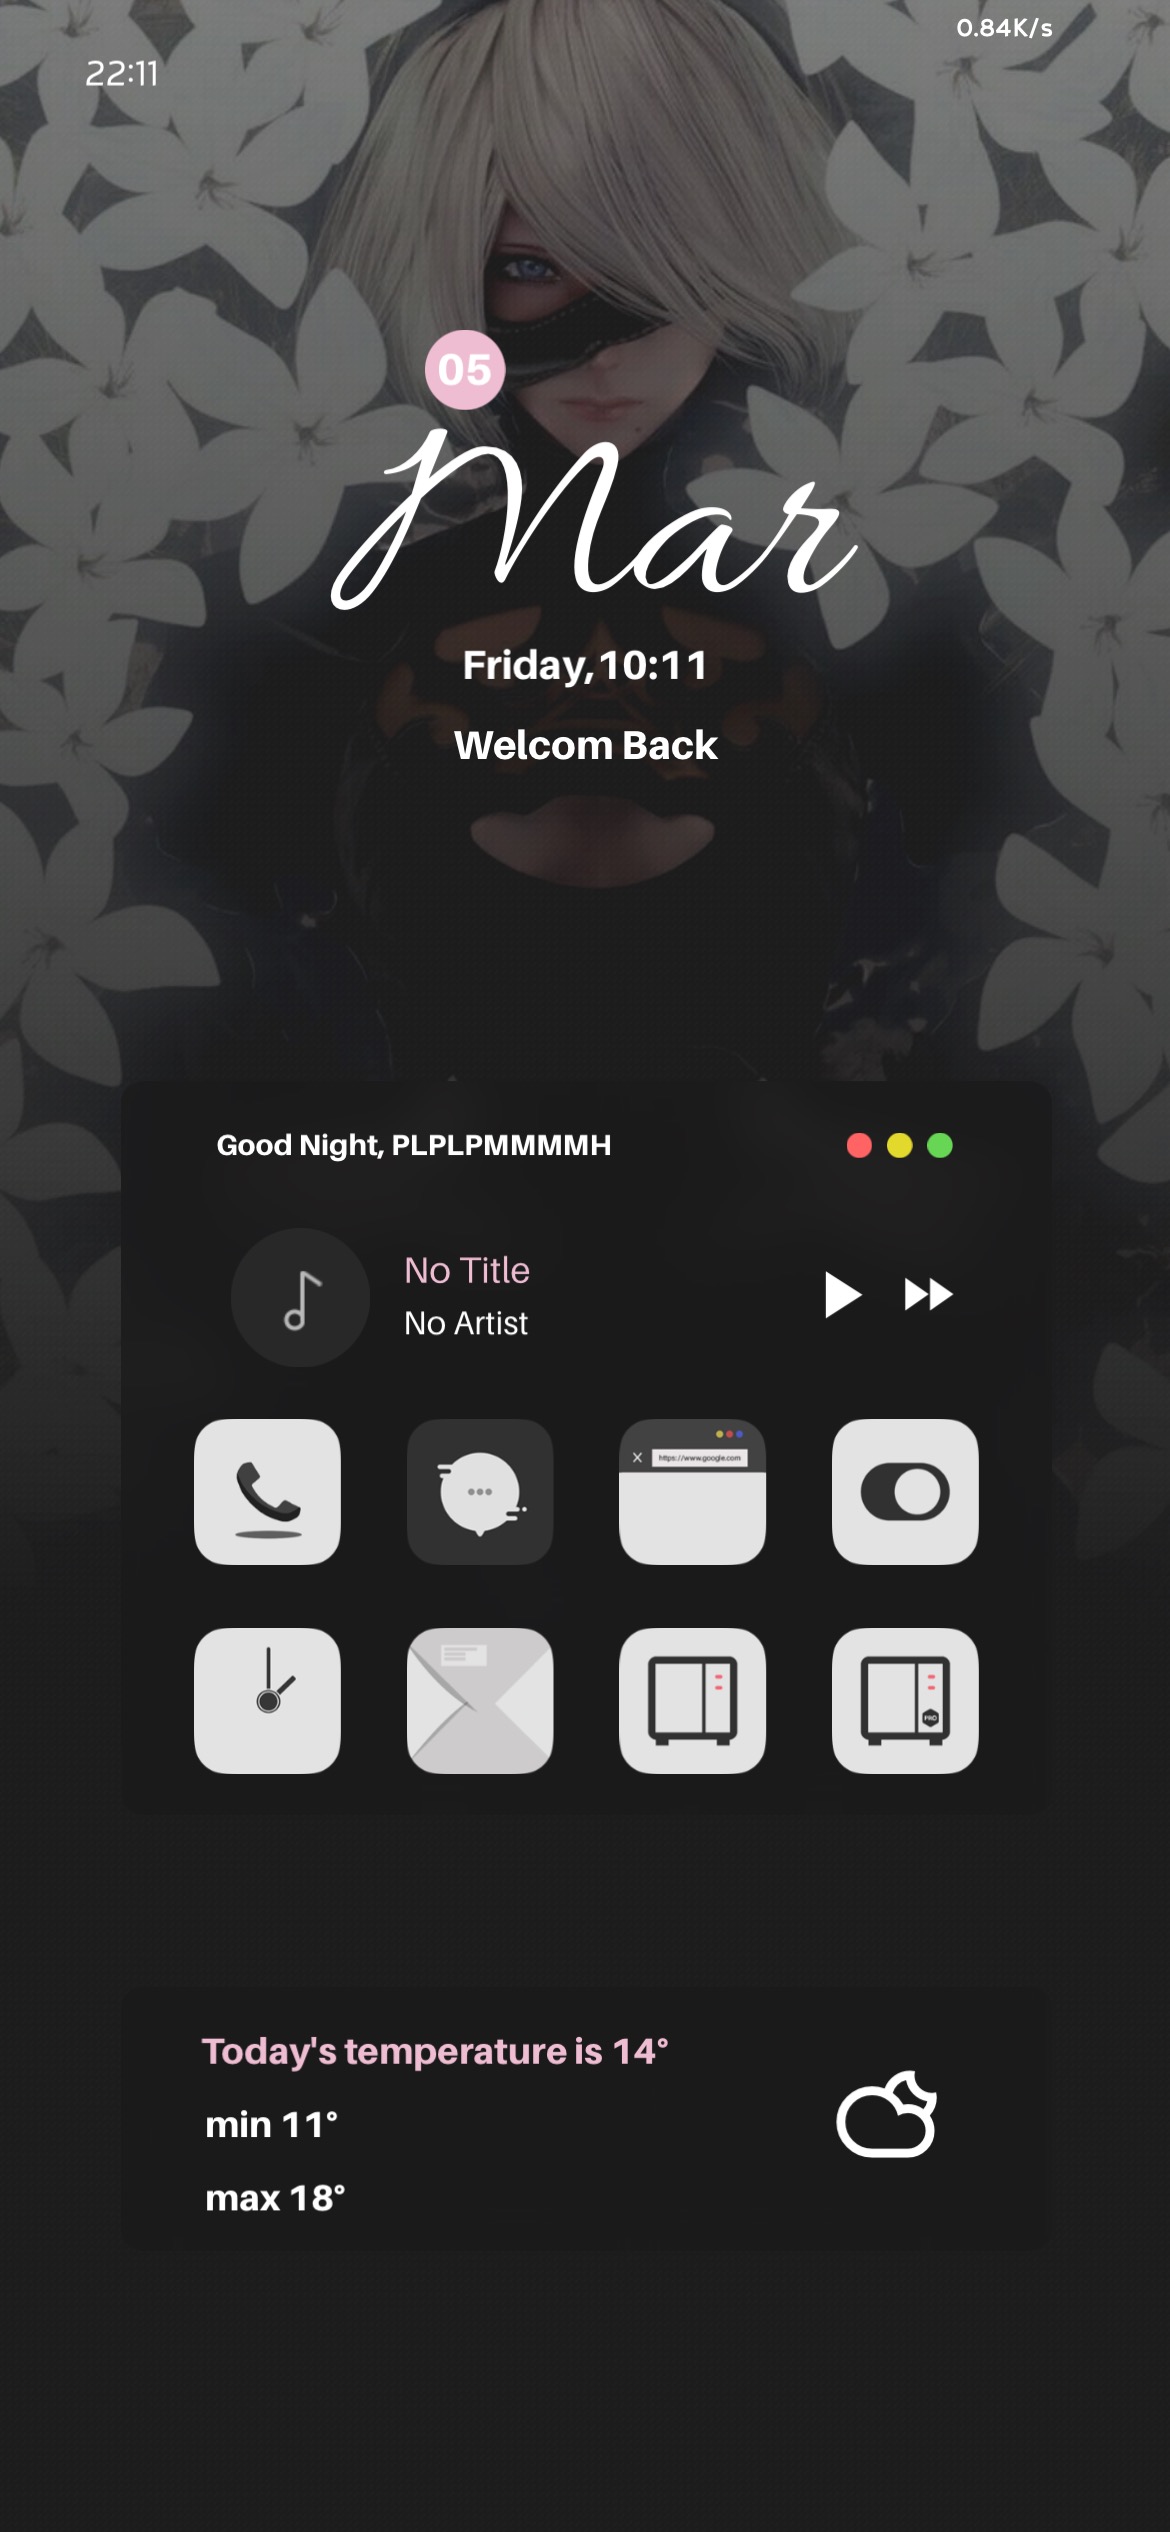 0.84K/s
22:11
05
Mar
Friday,10:11
Welcom Back
Good Night, PLPLPMMMMH
No Title
No Artist
https://www.google.com
PRO
Today's temperature is 14°
min 11°
max 18°